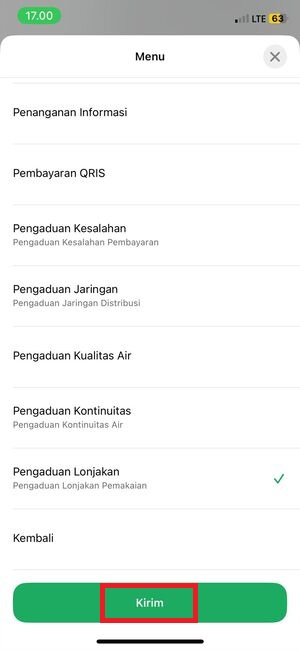 17.00
LTE 63
Menu
Penanganan Informasi
Pembayaran QRIS
Pengaduan Kesalahan
Pengaduan Kesalahan Pembayaran
Pengaduan Jaringan
Pengaduan Jaringan Distribusi
Pengaduan Kualitas Air
Pengaduan Kontinuitas
Pengaduan Kontinuitas Air
Pengaduan Lonjakan
Pengaduan Lonjakan Pemakaian
Kembali
Kirim